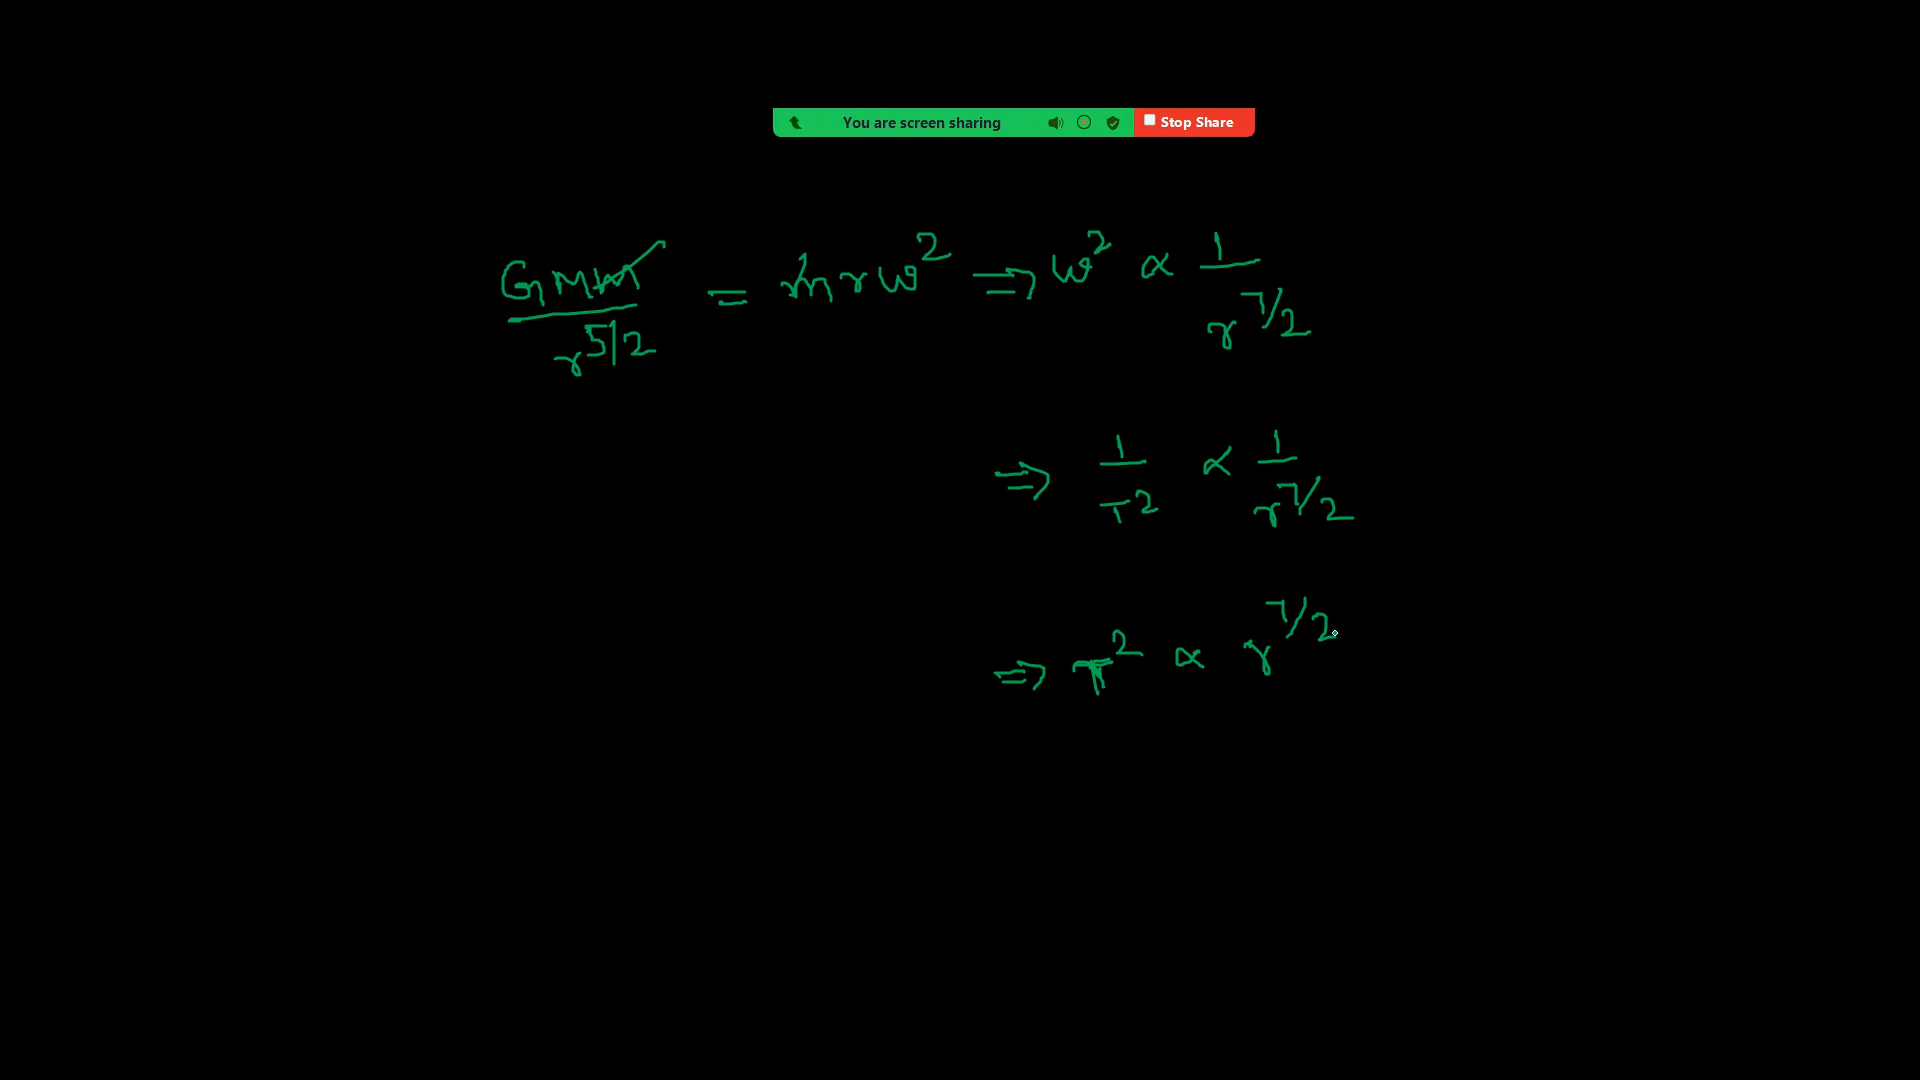 You are screen sharing Stop Share
GMm/r^5/2 = mrω^2 ⇒ ω^2 ∝ 1/r^7/2
⇒ 1/T^2 ∝ 1/r^7/2
⇒ T^2 ∝ r^7/2